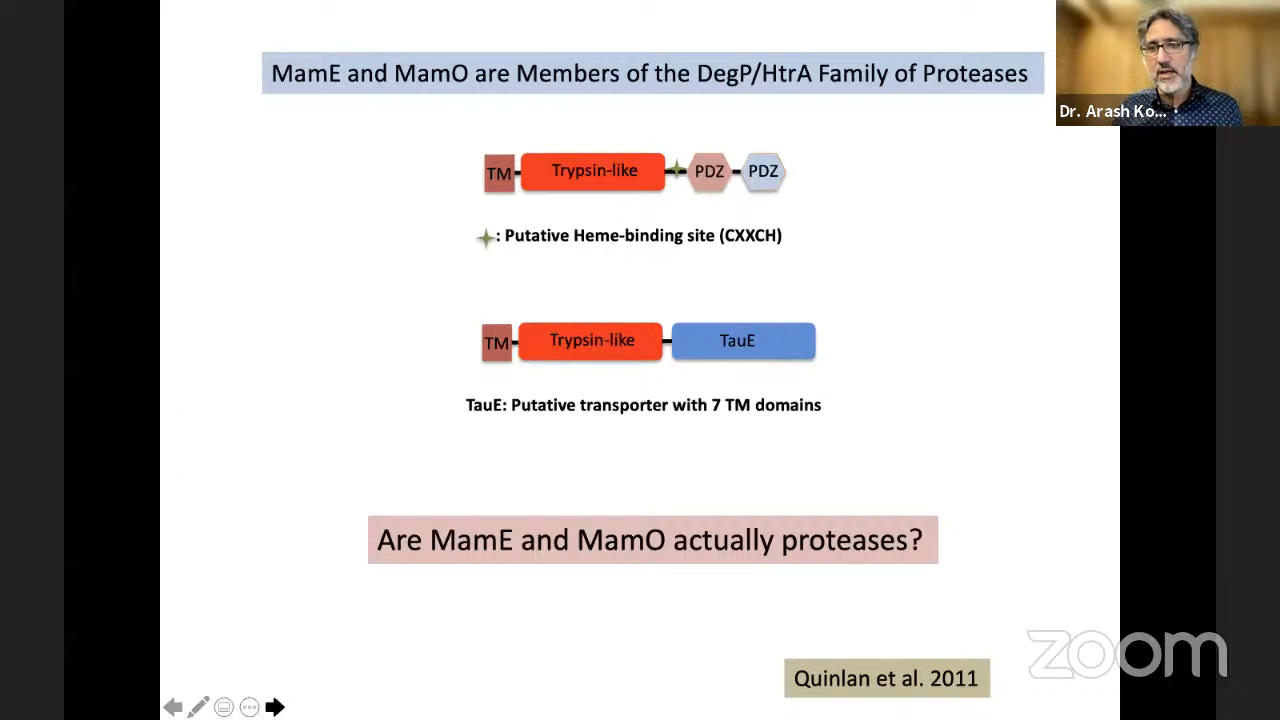 MamE and MamO are Members of the DegP/HtrA Family of Proteases
Dr. Arash Ko...
TM Trypsin-like PDZ PDZ
: Putative Heme-binding site (CXXCH)
TM Trypsin-like TauE
TauE: Putative transporter with 7 TM domains
Are MamE and MamO actually proteases?
Quinlan et al. 2011
zoom